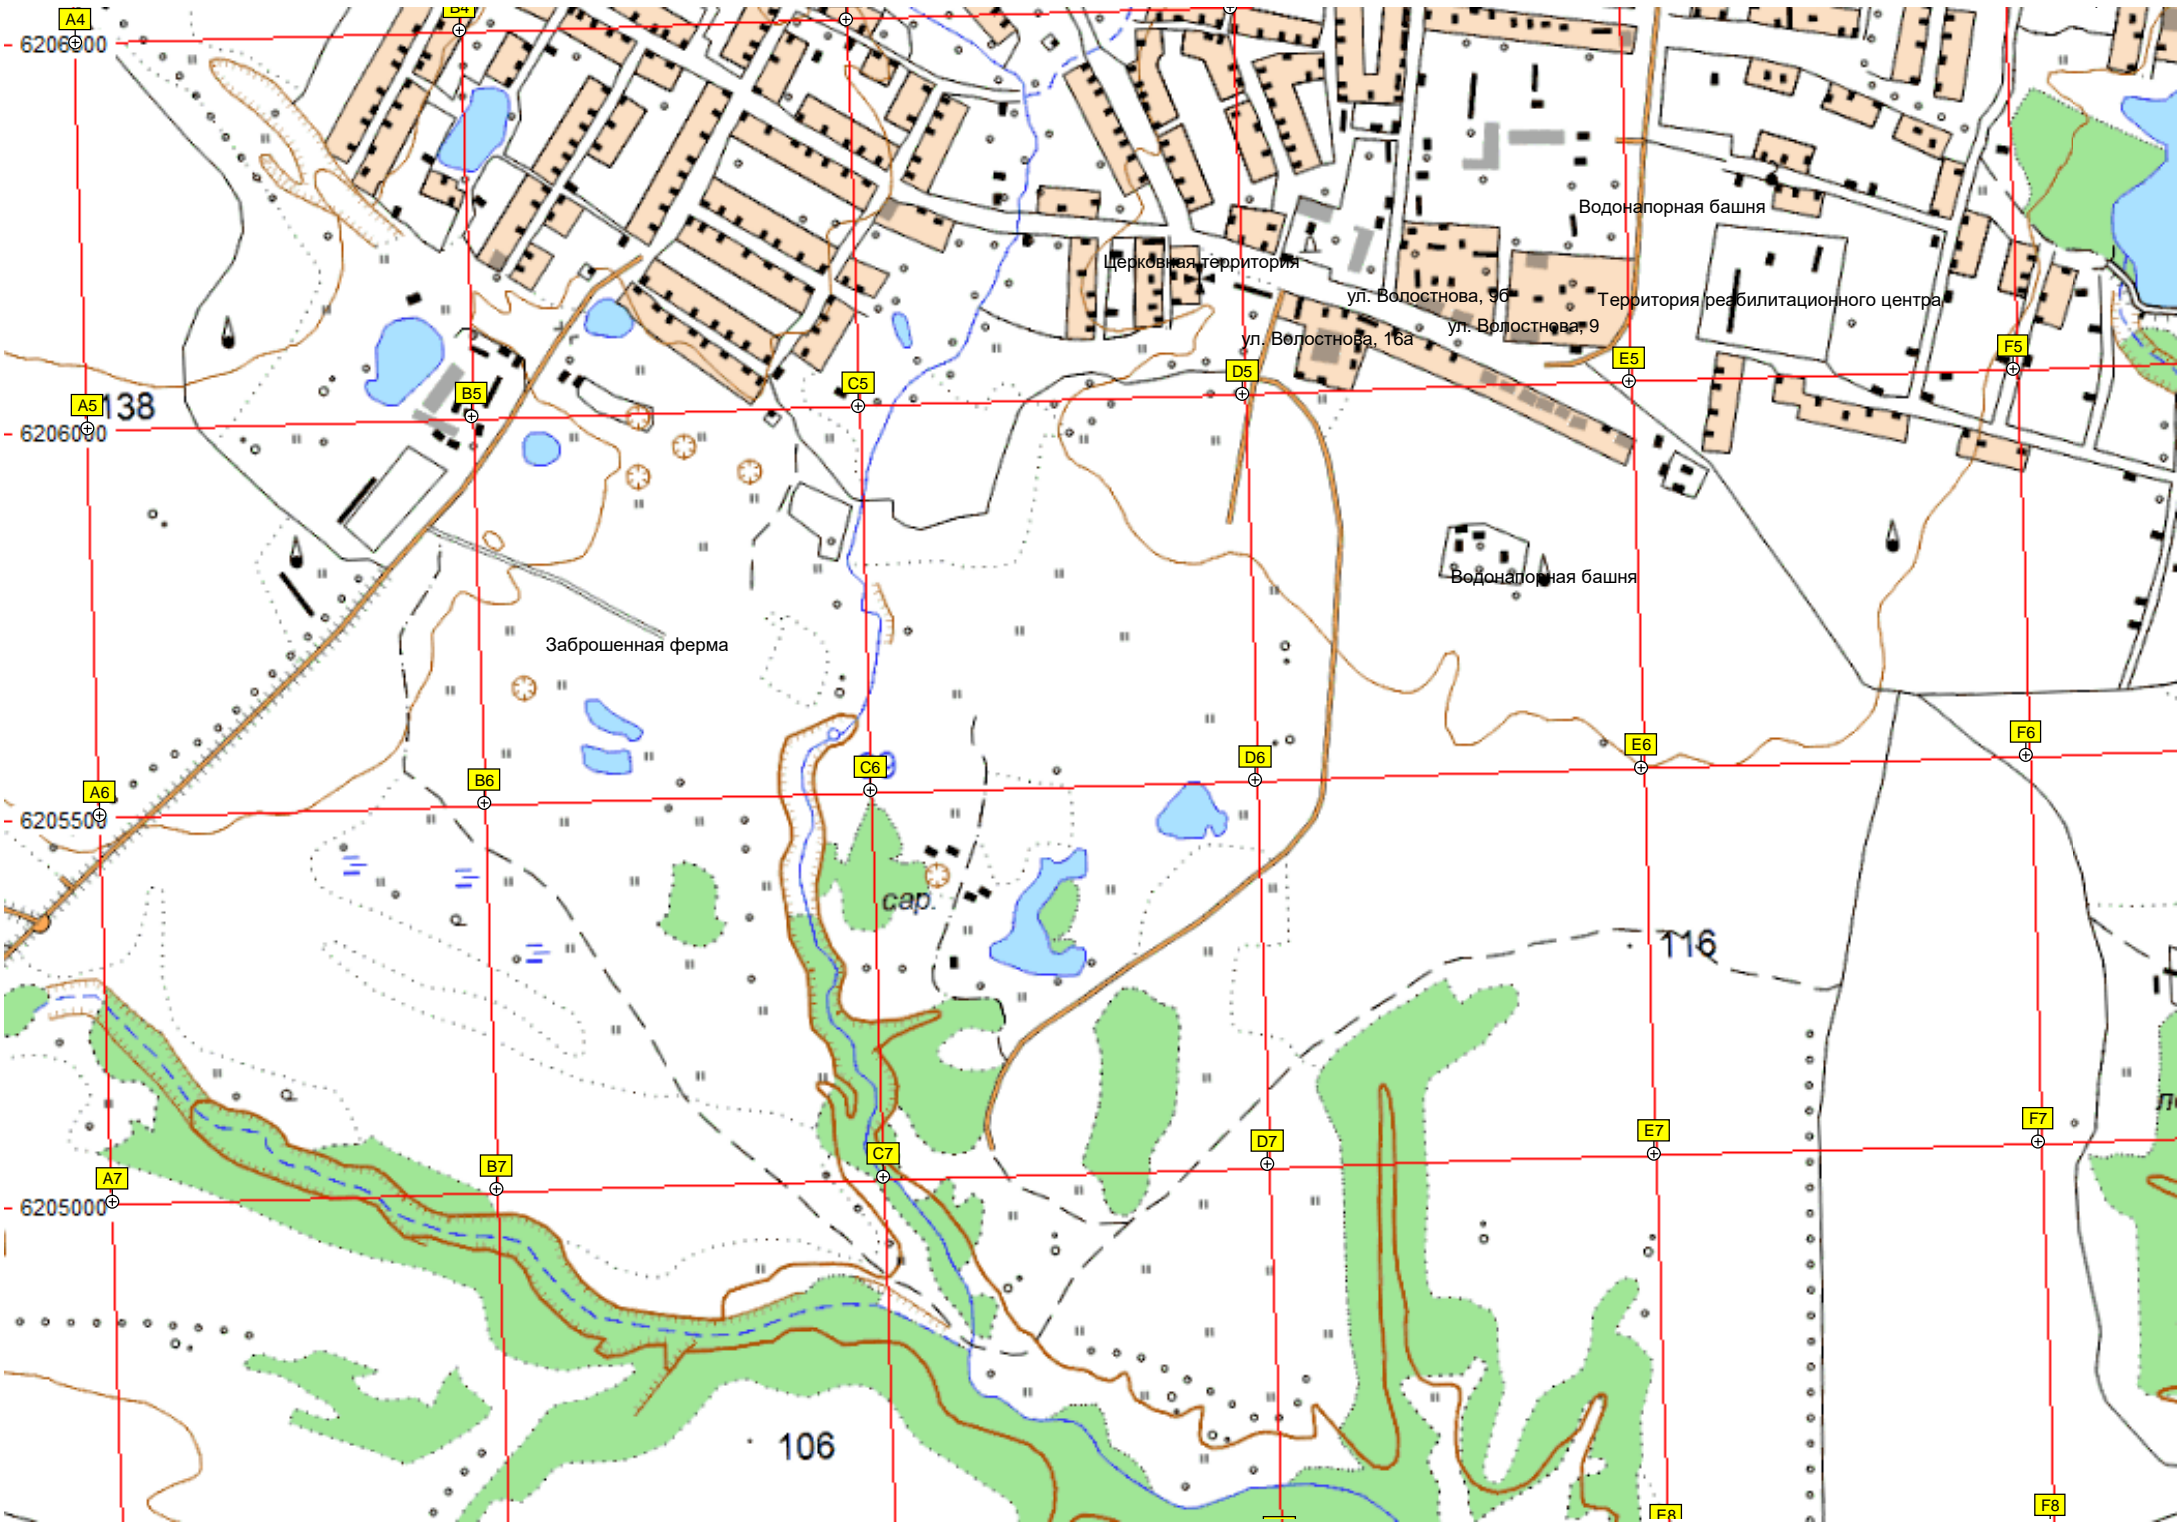 A4
B4
6206500
Водонапорная башня
Церковная территория
ул. Волостнова, 9б
Территория реабилитационного центра
ул. Волостнова, 9
ул. Волостнова, 16а
F5
E5
D5
C5
B5
A5
138
6206000
Водонапорная башня
Заброшенная ферма
F6
E6
D6
C6
B6
A6
6205500
сар.
116
F7
E7
D7
C7
B7
A7
6205000
106
F8
E8